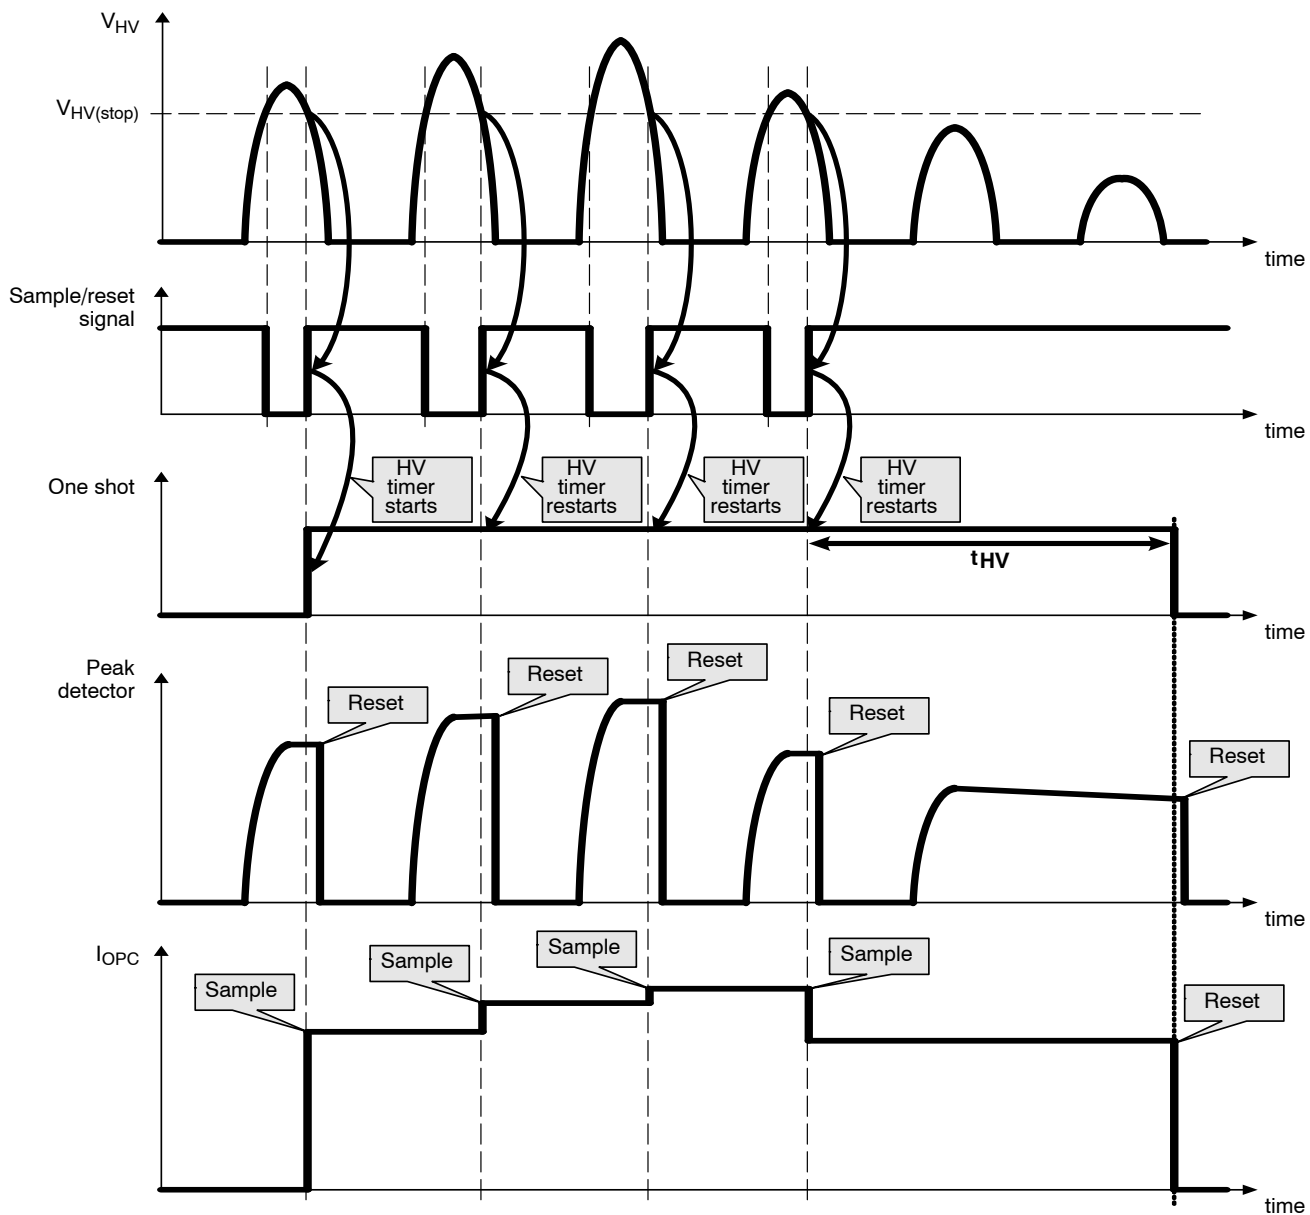 VHV
VHV(stop)
time
Sample/reset
signal
time
One shot
HV
timer
starts
HV
timer
restarts
HV
timer
restarts
HV
timer
restarts
tHV
time
Peak
detector
Reset
Reset
Reset
Reset
Reset
time
IOPC
Sample
Sample
Sample
Sample
Reset
time